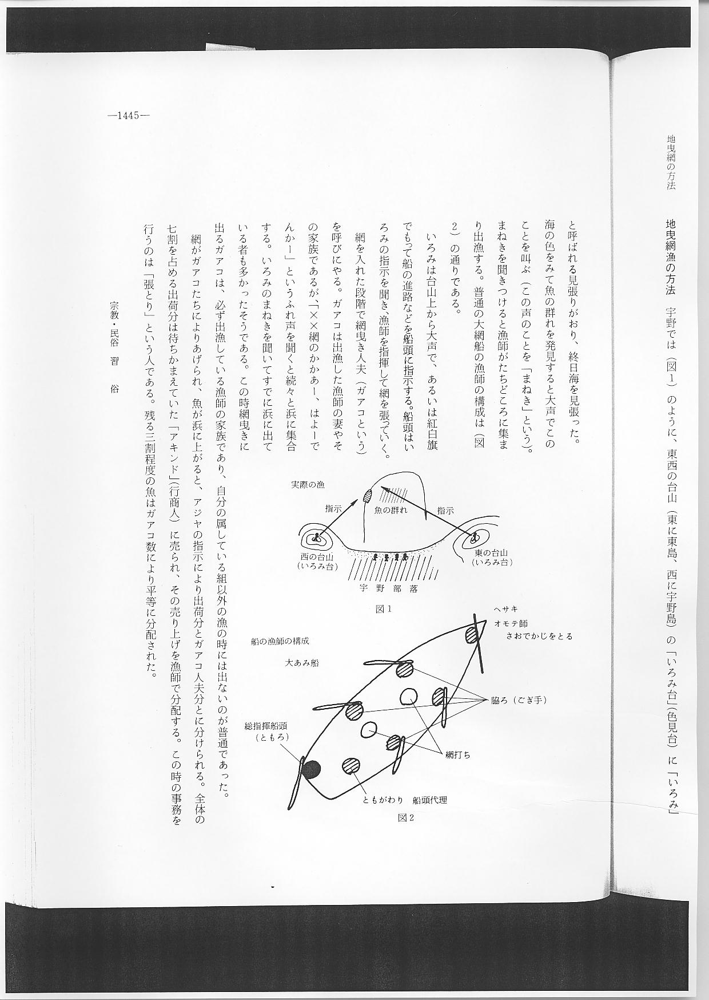 地曳網の方法
地曳網漁の方法　宇野では（図１）のように、東西の台山（東に東島、西に宇野島）の「いろみ台」（色見台）に「いろみ」
と呼ばれる見張りがおり、終日海を見張った。
海の色をみて魚の群れを発見すると大声でこの
ことを叫ぶ（この声のことを「まねき」という）。
まねきを聞きつけると漁師がたちどころに集ま
り出漁する。普通の大網船の漁師の構成は（図
２）の通りである。
いろみは台山上から大声で、あるいは紅白旗
でもって船の進路などを船頭に指示する。船頭はい
ろみの指示を聞き、漁師を指揮して網を張っていく。
網を入れた段階で網曳き人夫（ガアコという）
を呼びにやる。ガアコは出漁した漁師の妻やそ
の家族であるが、「××網のかかあー、はよーで
んかー」というふれ声を聞くと続々と浜に集合
する。いろみのまねきを聞いてすでに浜に出て
いる者も多かったそうである。この時網曳きに
出るガアコは、必ず出漁している漁師の家族であり、自分の属している組以外の漁の時には出ないのが普通であった。
網がガアコたちによりあげられ、魚が浜に上がると、アジヤの指示により出荷分とガアコ人夫分とに分けられる。全体の
七割を占める出荷分は待ちかまえていた「アキンド」（行商人）に売られ、その売り上げを漁師で分配する。この時の事務を
行うのは「張とり」という人である。残る三割程度の魚はガアコ数により平等に分配された。
実際の漁
指示
魚の群れ
指示
西の台山
（いろみ台）
東の台山
（いろみ台）
宇野部落
図１
ヘサキ
オモテ師
さおでかじをとる
船の漁師の構成
大あみ船
脇ろ（こぎ手）
総指揮船頭
（ともろ）
網打ち
ともがわり　船頭代理
図２
宗教・民俗　習　俗
―1445―